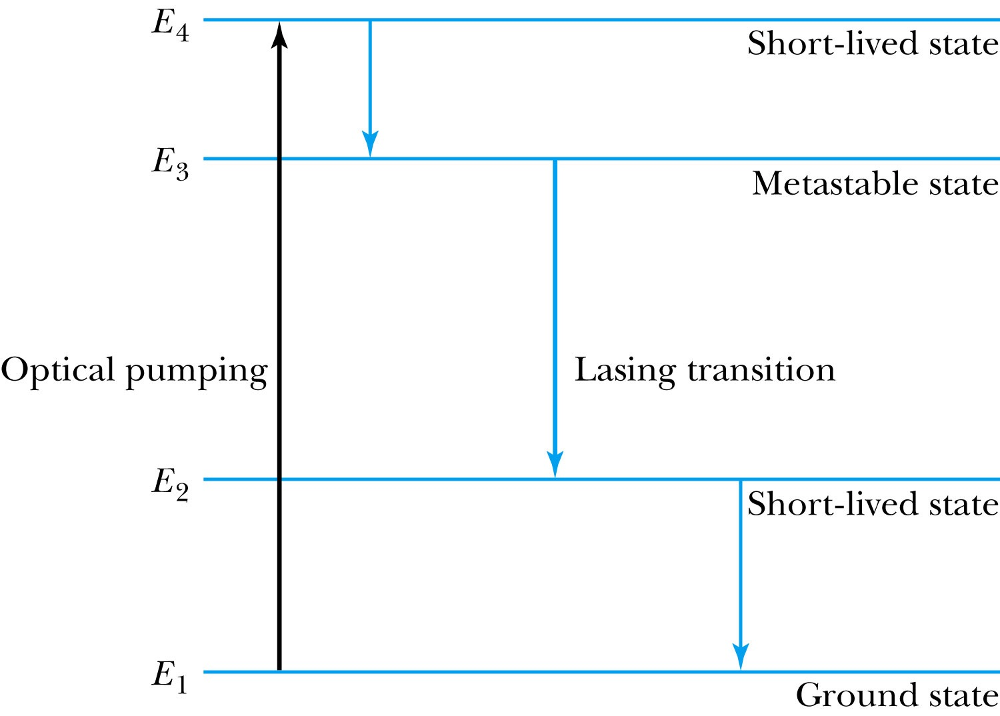 E4
Short-lived state
E3
Metastable state
Optical pumping
Lasing transition
E2
Short-lived state
E1
Ground state